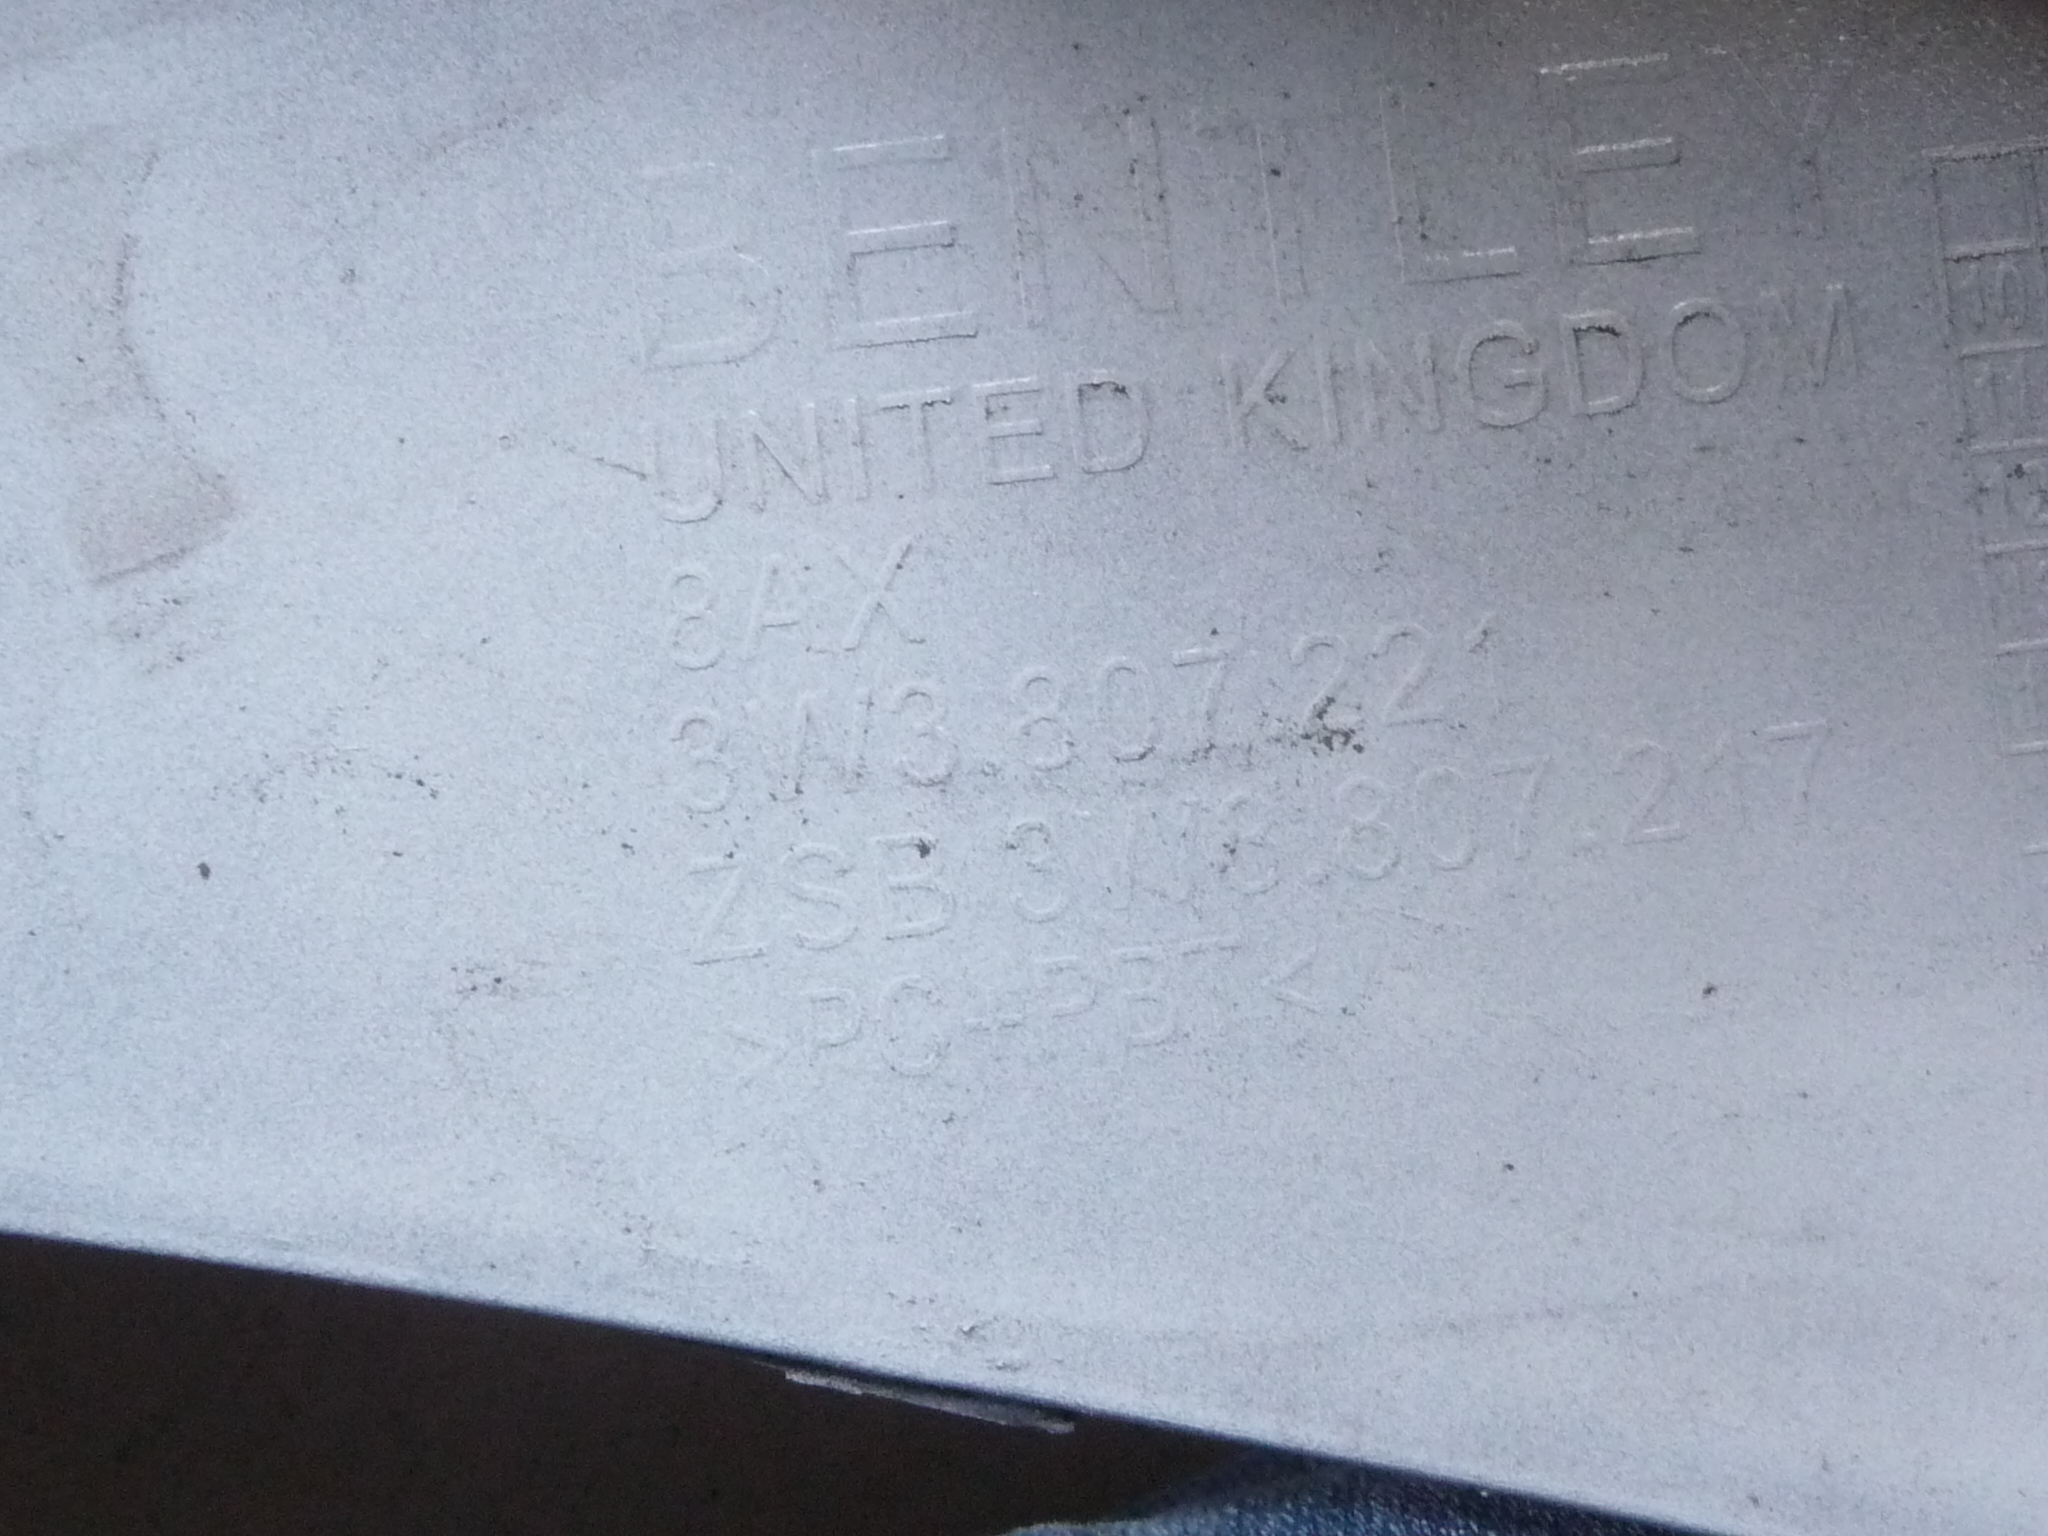 BENTLEY
UNITED KINGDOM
8AX
3W3.807.221
ZSB 3W3.807.217
>PC+PBT<